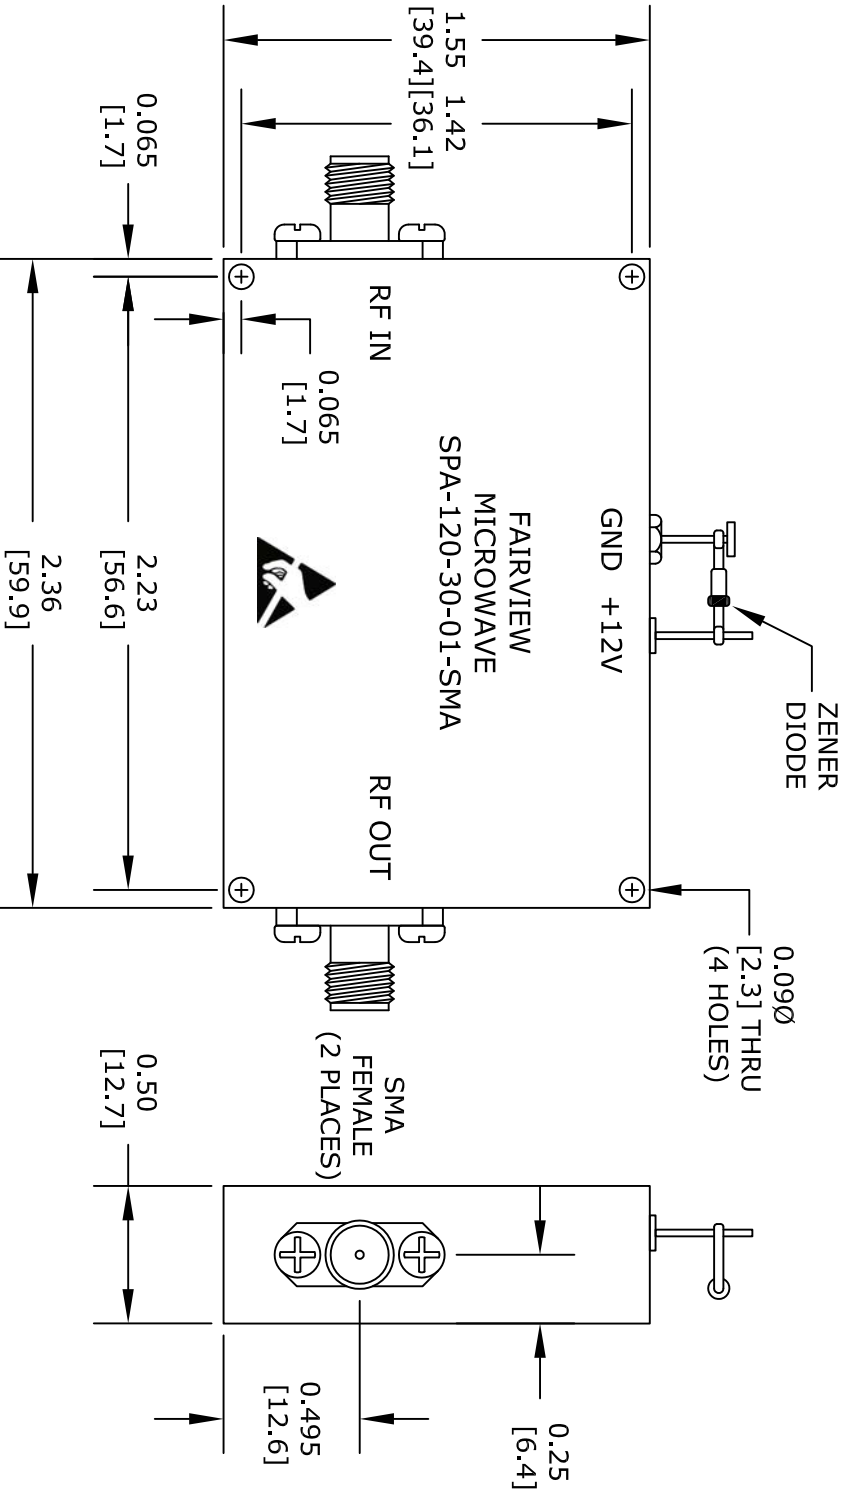 ZENER
DIODE
0.09Ø
[2.3] THRU
(4 HOLES)
GND +12V
FAIRVIEW
MICROWAVE
SPA-120-30-01-SMA
RF IN
RF OUT
1.55
[39.4]
1.42
[36.1]
0.065
[1.7]
0.065
[1.7]
2.23
[56.6]
2.36
[59.9]
SMA
FEMALE
(2 PLACES)
0.50
[12.7]
0.495
[12.6]
0.25
[6.4]